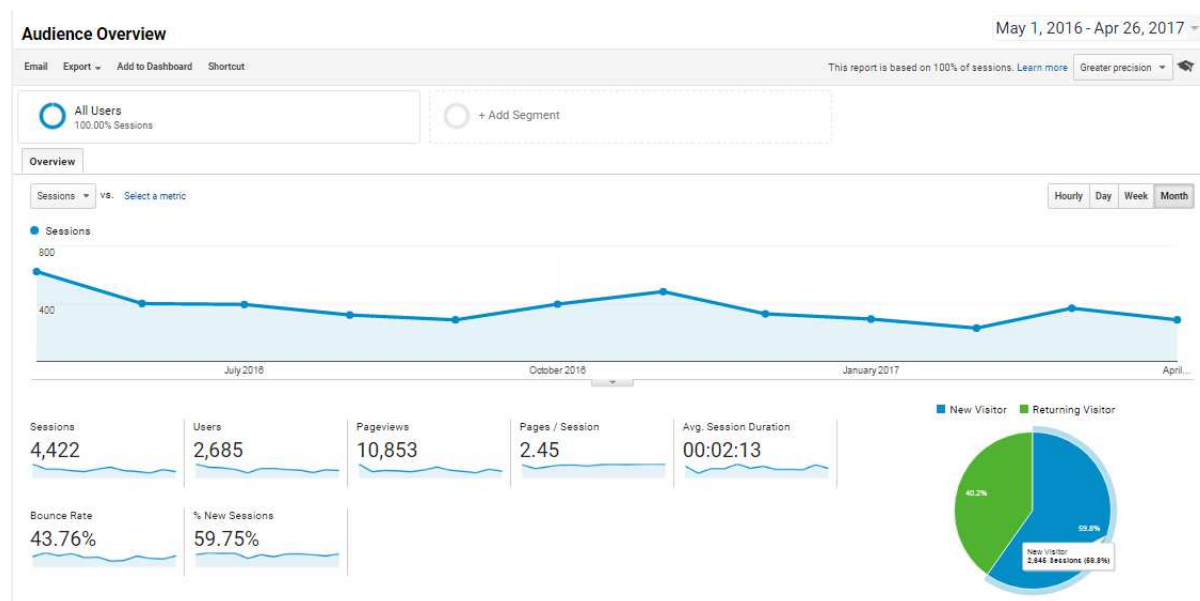 Audience Overview
May 1, 2016 - Apr 26, 2017
Email Export Add to Dashboard Shortcut
This report is based on 100% of sessions. Learn more Greater precision
All Users
100.00% Sessions
+ Add Segment
Overview
Sessions VS. Select a metric
Hourly Day Week Month
Sessions
800
400
July 2016 October 2016 January 2017 April...
New Visitor Returning Visitor
Sessions Users Pageviews Pages / Session Avg. Session Duration
4,422 2,685 10,853 2.45 00:02:13
40.2%
59.8%
Bounce Rate % New Sessions
43.76% 59.75%
New Visitor
2,645 Sessions (59.8%)